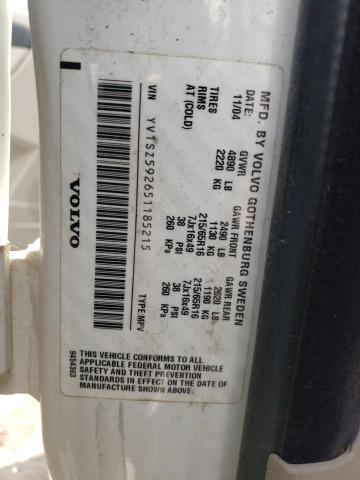 MFD. BY VOLVO GOTHENBURG SWEDEN
11/04 GVWR GAWR FRONT GAWR REAR
4890 LB 2490 LB 2620 LB
2220 KG 1130 KG 1190 KG
TIRES 215/65R16 215/65R16
RIMS 7Jx16x49 7Jx16x49
AT (COLD) 38 PSI 38 PSI
260 KPa 260 KPa
VIN YV1SZ592651185215 TYPE:MPV
VOLVO
9454363
THIS VEHICLE CONFORMS TO ALL
APPLICABLE FEDERAL MOTOR VEHICLE
SAFETY AND THEFT PREVENTION
STANDARDS IN EFFECT ON THE DATE OF
MANUFACTURE SHOWN ABOVE